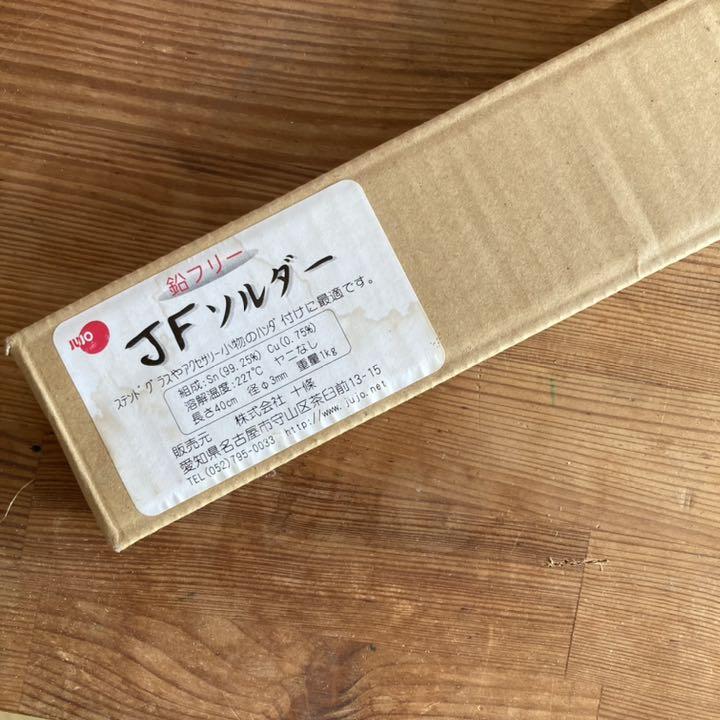 鉛フリー
JFソルダー
JUJO
ステンドグラスやアクセサリー小物のハンダ付けに最適です。
組成:Sn(99.25%) Cu(0.75%)
溶解温度:227℃ ヤニなし
長さ40cm 径φ3mm 重量1kg
販売元 株式会社 十條
愛知県名古屋市守山区茶臼前13-15
TEL(052)795-0033 http://www.jujo.net